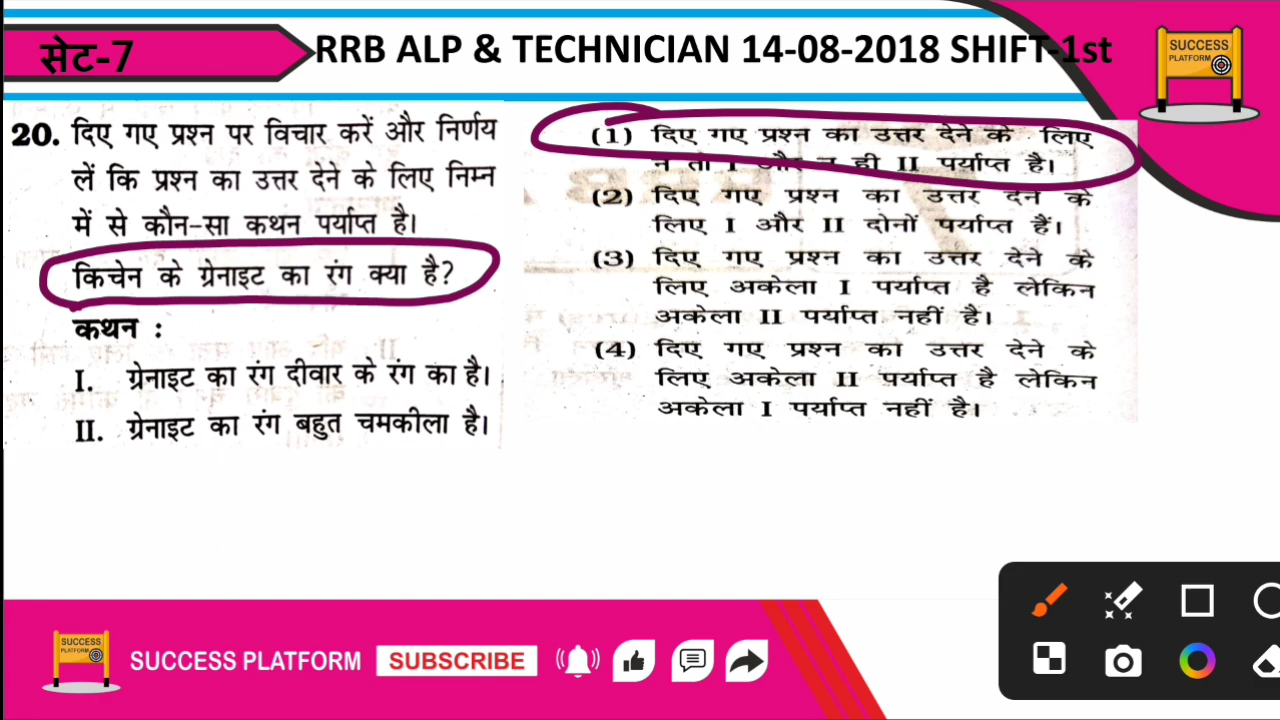 सेट-7
RRB ALP & TECHNICIAN 14-08-2018 SHIFT-1st
SUCCESS
PLATFORM
20. दिए गए प्रश्न पर विचार करें और निर्णय
लें कि प्रश्न का उत्तर देने के लिए निम्न
में से कौन-सा कथन पर्याप्त है।
किचेन के ग्रेनाइट का रंग क्या है?
कथन :
I. ग्रेनाइट का रंग दीवार के रंग का है।
II. ग्रेनाइट का रंग बहुत चमकीला है।
(1) दिए गए प्रश्न का उत्तर देने के लिए
न तो I और न ही II पर्याप्त है।
(2) दिए गए प्रश्न का उत्तर देने के
लिए I और II दोनों पर्याप्त हैं।
(3) दिए गए प्रश्न का उत्तर देने के
लिए अकेला I पर्याप्त है लेकिन
अकेला II पर्याप्त नहीं है।
(4) दिए गए प्रश्न का उत्तर देने के
लिए अकेला II पर्याप्त है लेकिन
अकेला I पर्याप्त नहीं है।
SUCCESS
PLATFORM
SUCCESS PLATFORM
SUBSCRIBE